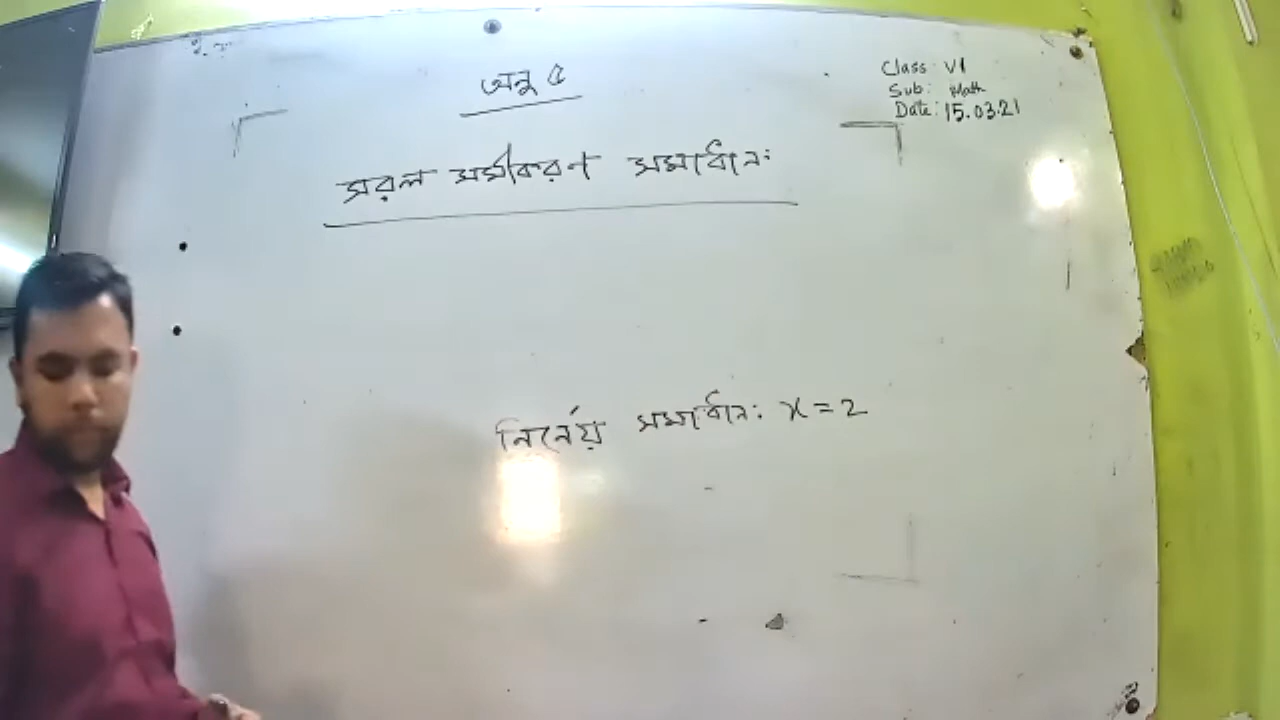 অনু ৫
Class: VI
Sub: Math
Date: 15.03.21
সরল সমীকরণ সমাধান:
নির্নেয় সমাধান: x = 2